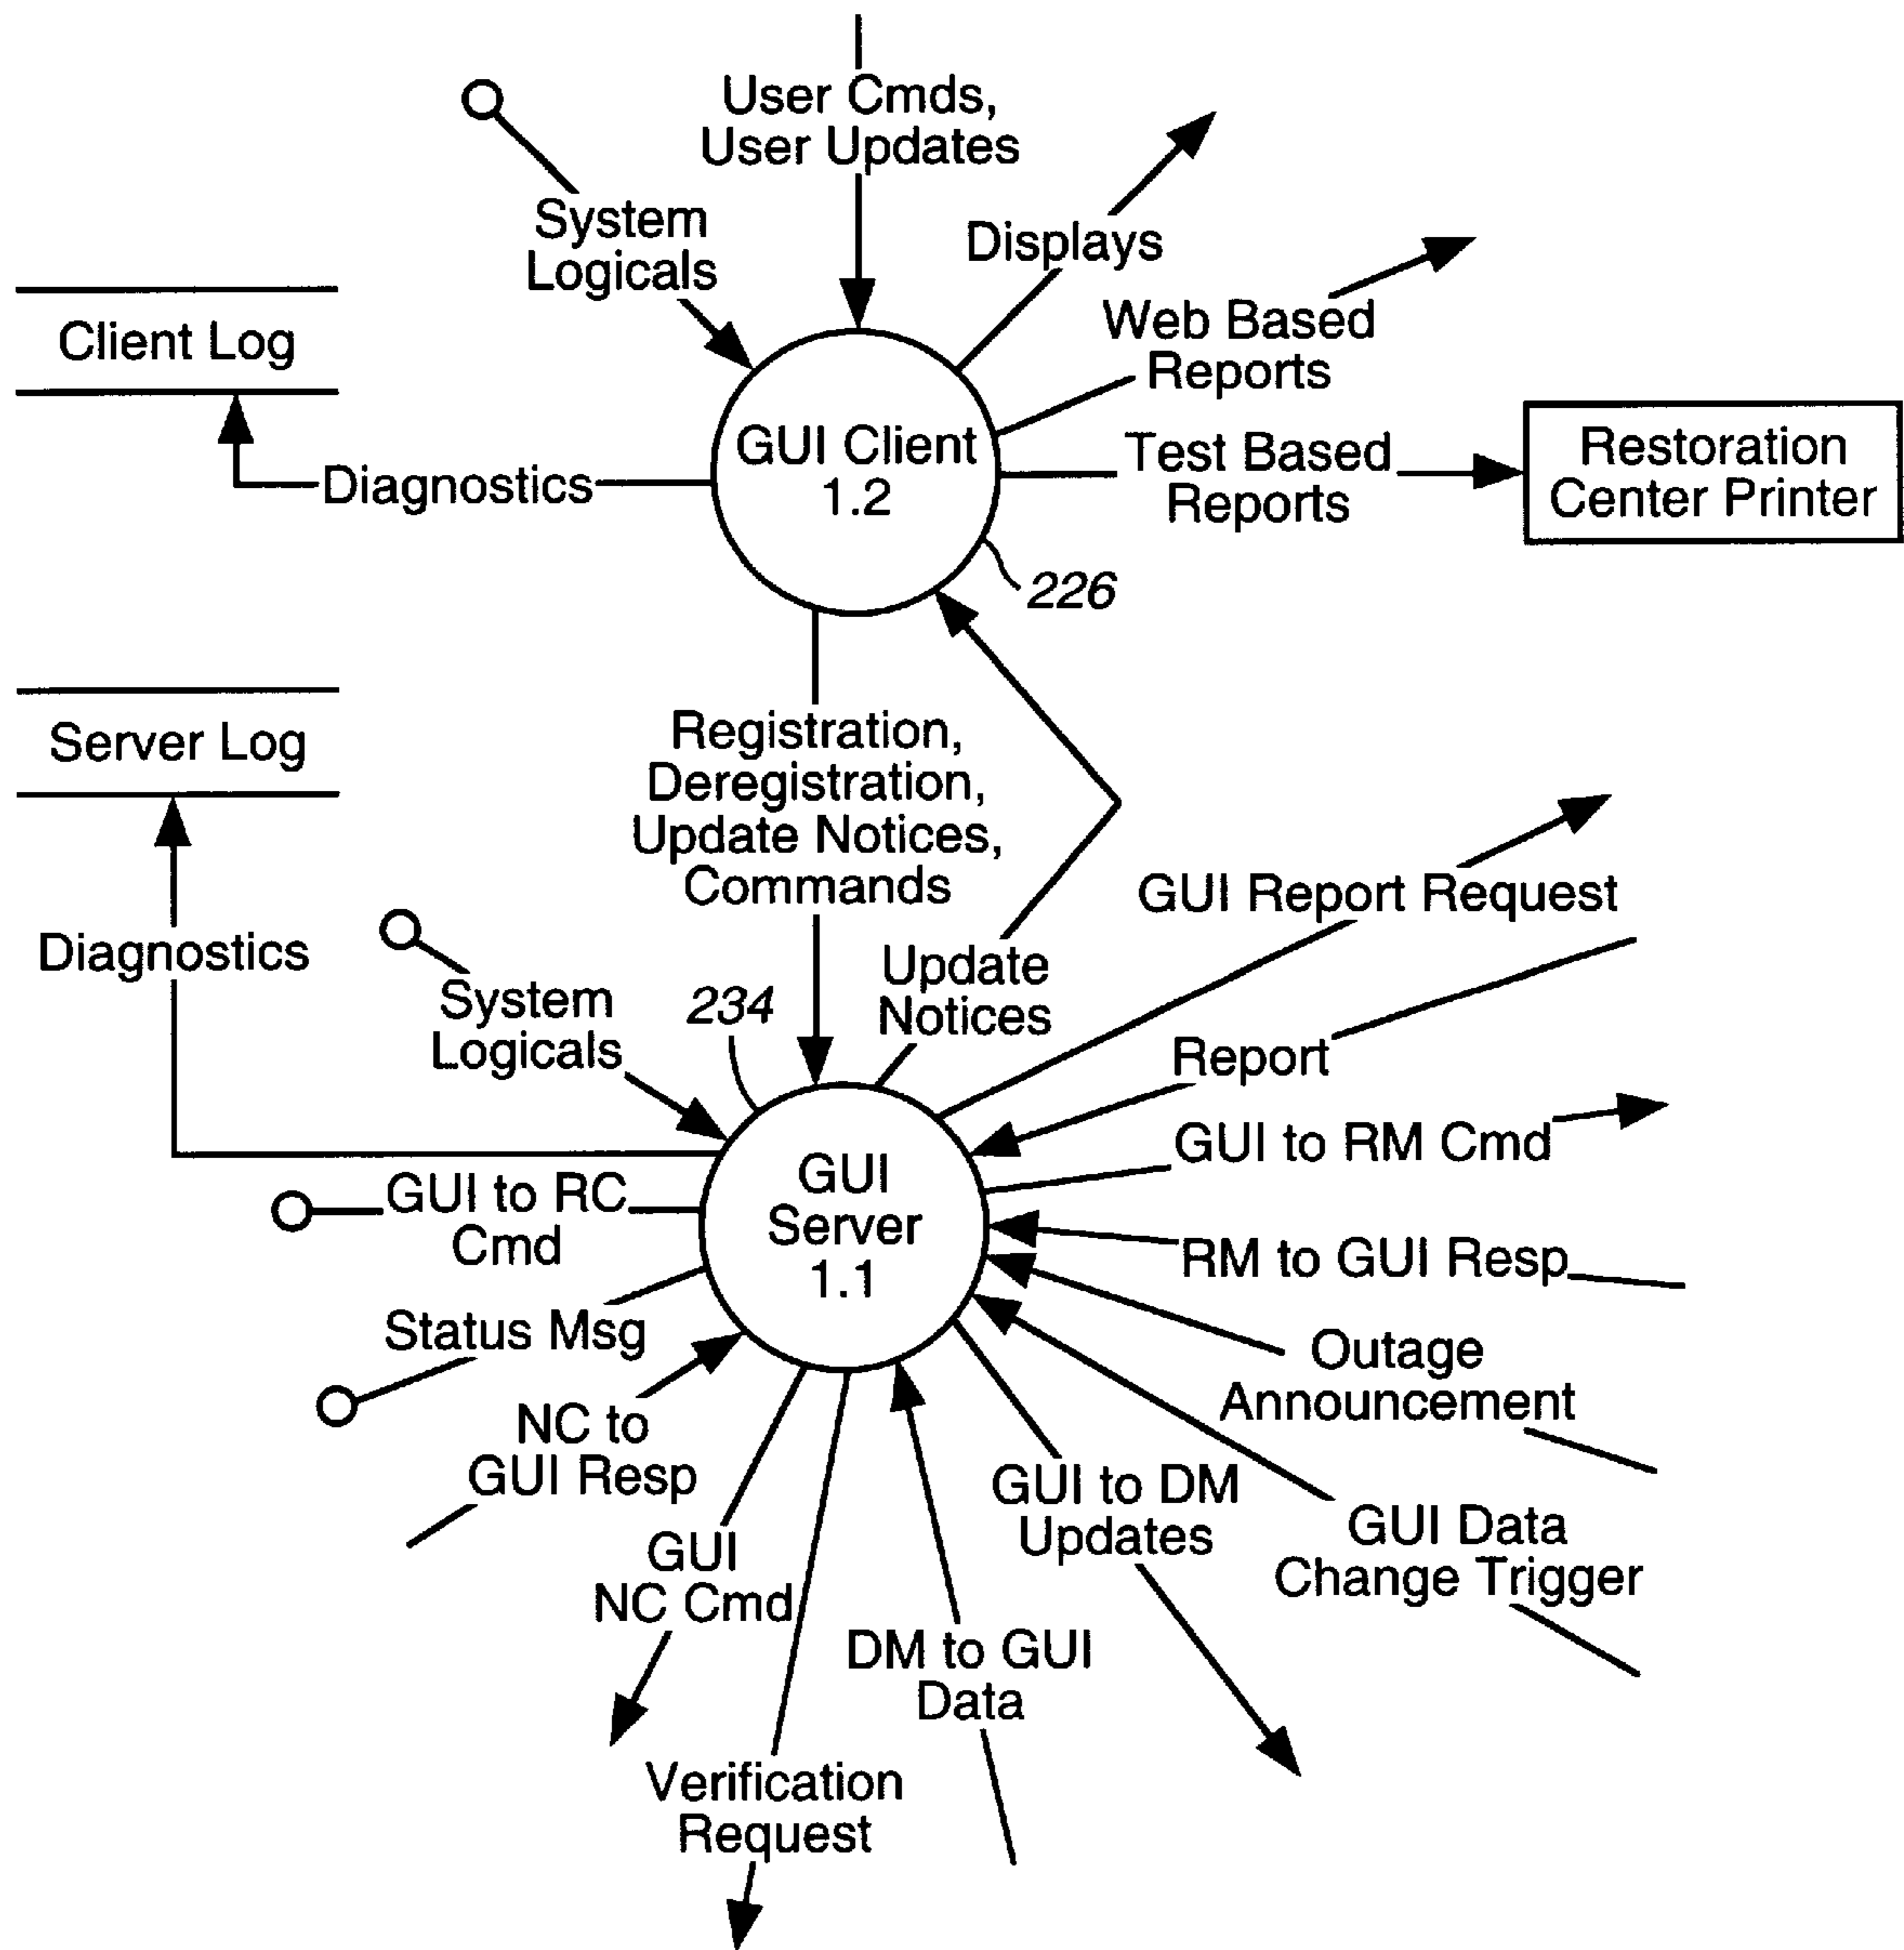 User Cmds,
User Updates
System
Logicals
Displays
Web Based
Reports
Client Log
GUI Client
1.2
Test Based
Reports
Restoration
Center Printer
Diagnostics
226
Server Log
Registration,
Deregistration,
Update Notices,
Commands
GUI Report Request
Diagnostics
Update
Notices
System
Logicals
234
Report
GUI to RM Cmd
GUI
Server
1.1
GUI to RC
Cmd
RM to GUI Resp
Status Msg
Outage
Announcement
NC to
GUI Resp
GUI to DM
Updates
GUI Data
Change Trigger
GUI
NC Cmd
DM to GUI
Data
Verification
Request